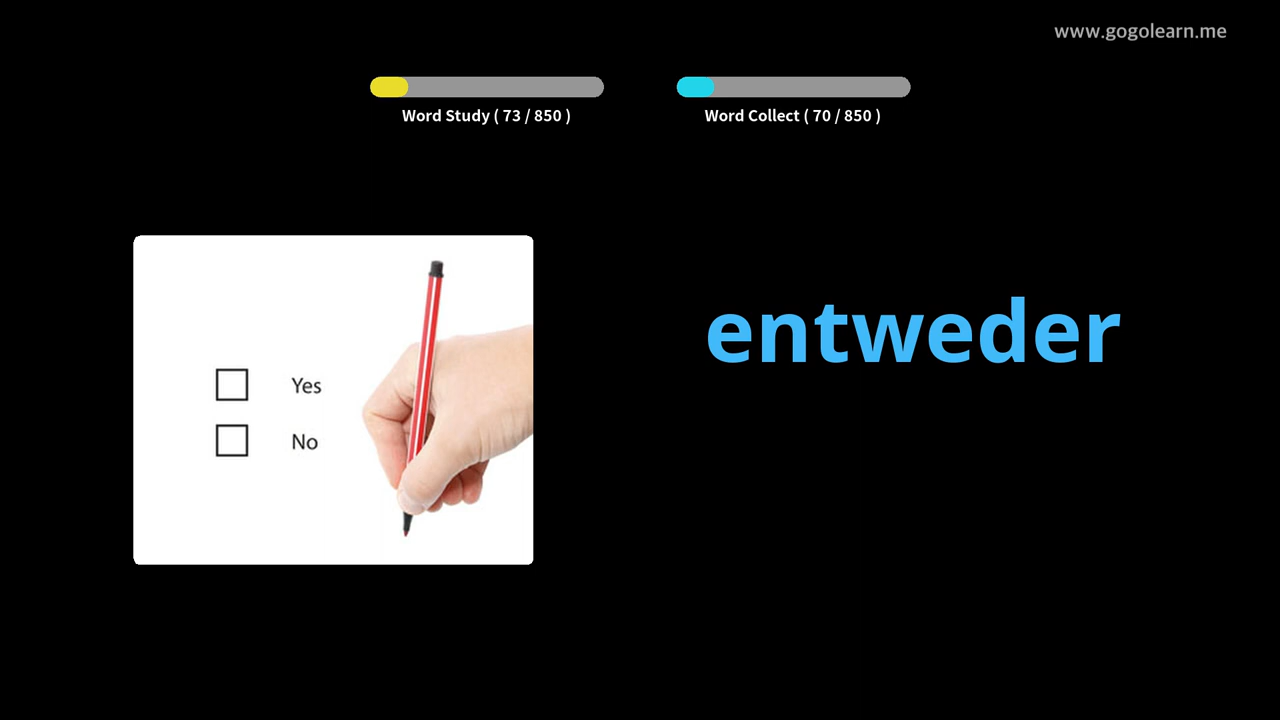 www.gogolearn.me
Word Study ( 73 / 850 )
Word Collect ( 70 / 850 )
entweder
Yes
No